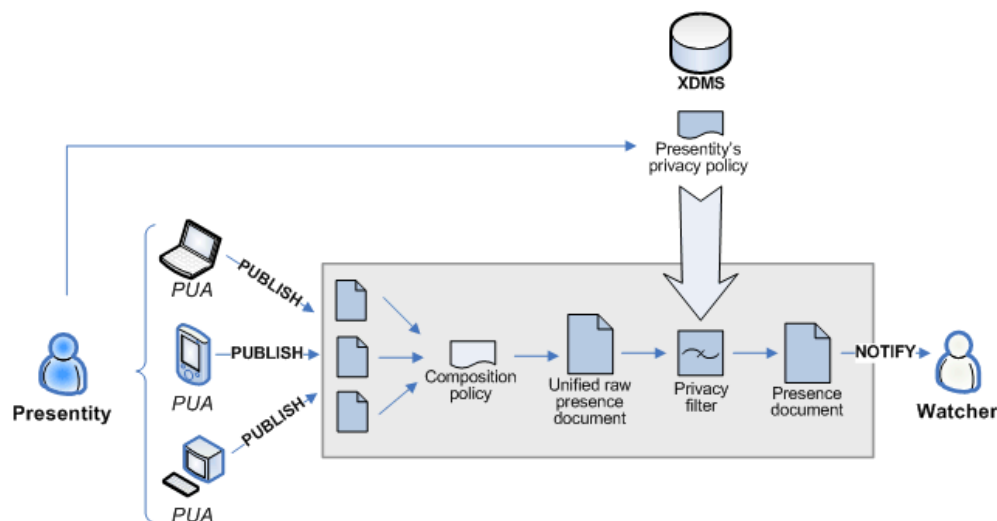 XDMS
Presentity's
privacy policy
PUA
PUBLISH
PUA
PUBLISH
PUA
PUBLISH
Presentity
Composition
policy
Unified raw
presence
document
Privacy
filter
Presence
document
NOTIFY
Watcher